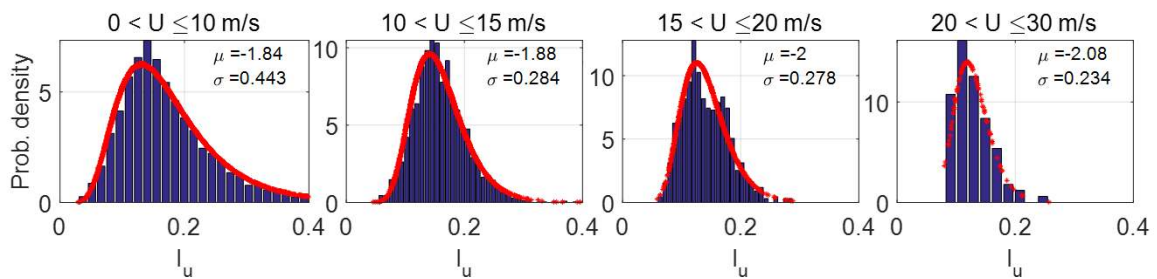 0 < U ≤10 m/s
10 < U ≤15 m/s
15 < U ≤20 m/s
20 < U ≤30 m/s
Prob. density
μ =-1.84
σ =0.443
μ =-1.88
σ =0.284
μ =-2
σ =0.278
μ =-2.08
σ =0.234
5
0
10
5
0
10
5
0
10
0
0 0.2 0.4
0 0.2 0.4
0 0.2 0.4
0 0.2 0.4
I_u
I_u
I_u
I_u